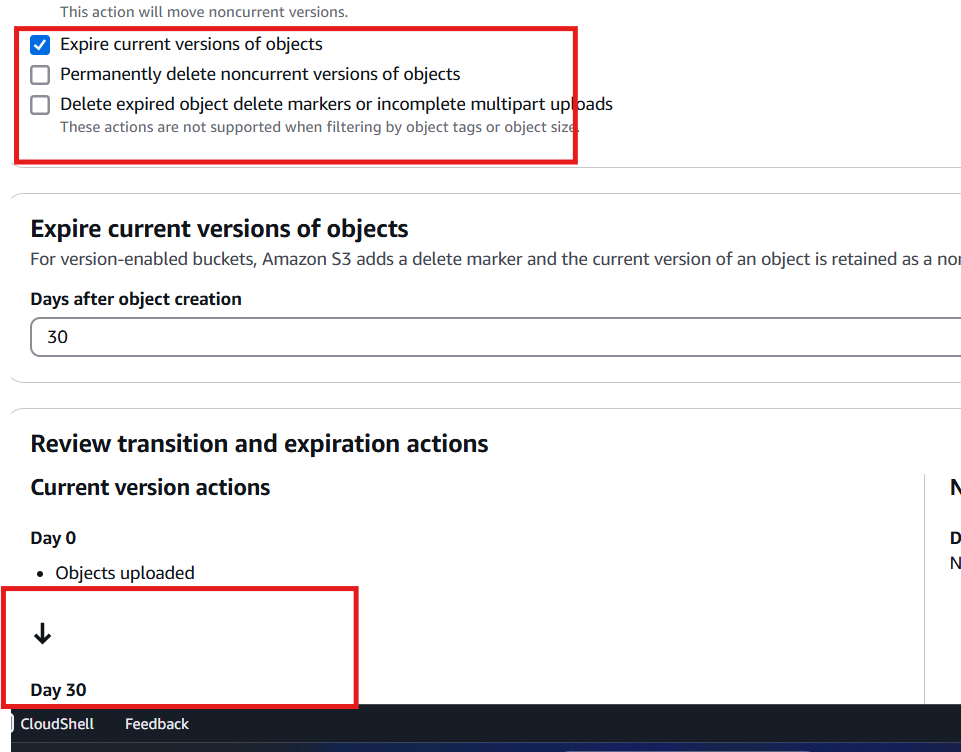 This action will move noncurrent versions.
Expire current versions of objects
Permanently delete noncurrent versions of objects
Delete expired object delete markers or incomplete multipart uploads
These actions are not supported when filtering by object tags or object size.
Expire current versions of objects
For version-enabled buckets, Amazon S3 adds a delete marker and the current version of an object is retained as a
Days after object creation
30
Review transition and expiration actions
Current version actions
Day 0
• Objects uploaded
↓
Day 30
CloudShell Feedback